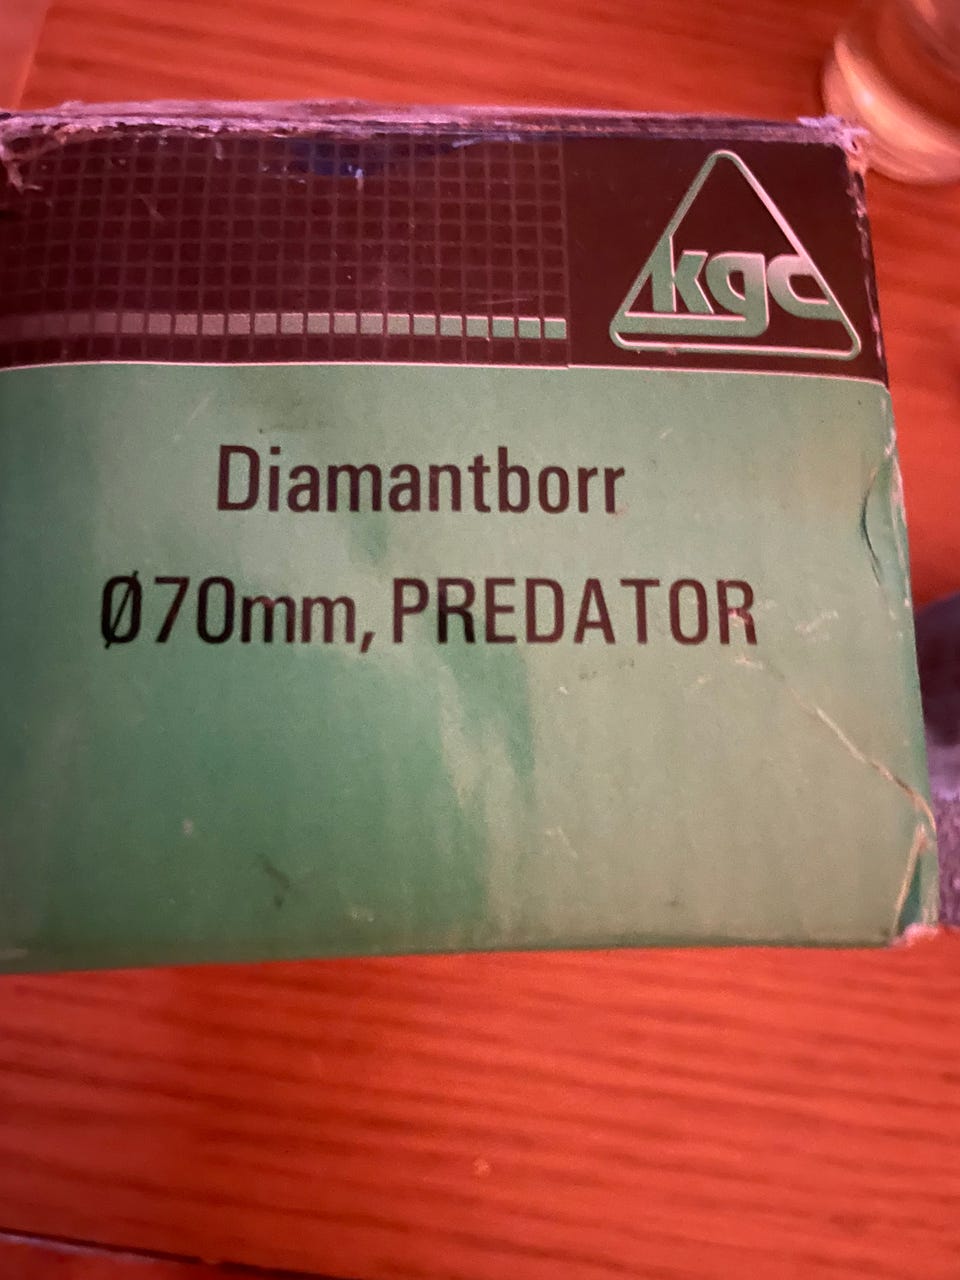 kgc
Diamantborr
Ø70mm, PREDATOR